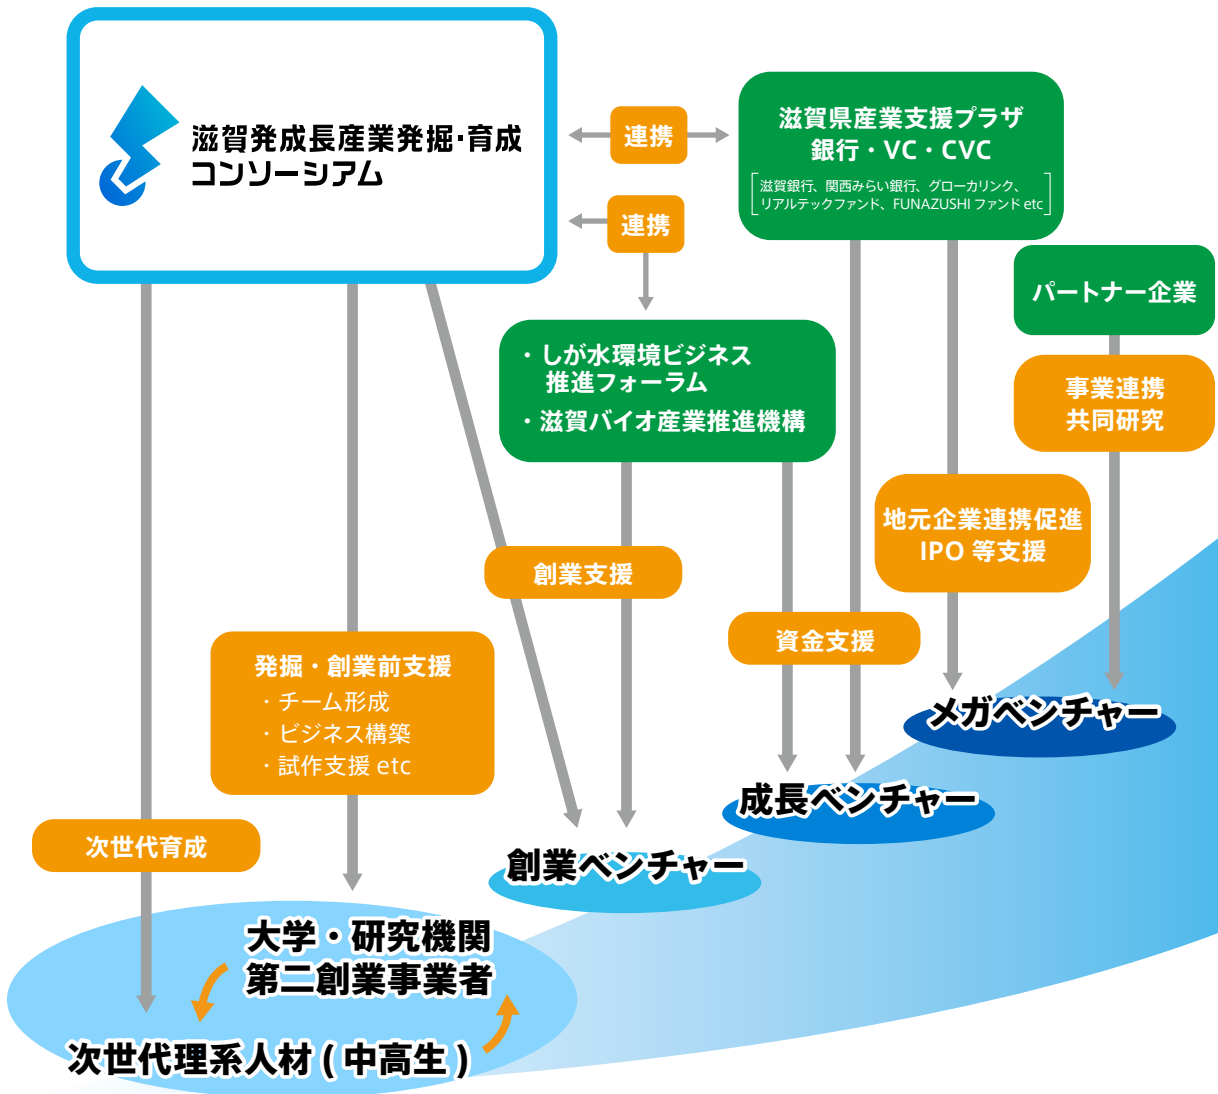 滋賀発成長産業発掘・育成
コンソーシアム
連携
滋賀県産業支援プラザ
銀行・VC・CVC
[滋賀銀行、関西みらい銀行、グローカリンク、
リアルテックファンド、FUNAZUSHI ファンド etc]
連携
パートナー企業
・しが水環境ビジネス
推進フォーラム
・滋賀バイオ産業推進機構
事業連携
共同研究
地元企業連携促進
IPO 等支援
創業支援
資金支援
発掘・創業前支援
・チーム形成
・ビジネス構築
・試作支援 etc
次世代育成
メガベンチャー
成長ベンチャー
創業ベンチャー
大学・研究機関
第二創業事業者
次世代理系人材 ( 中高生 )